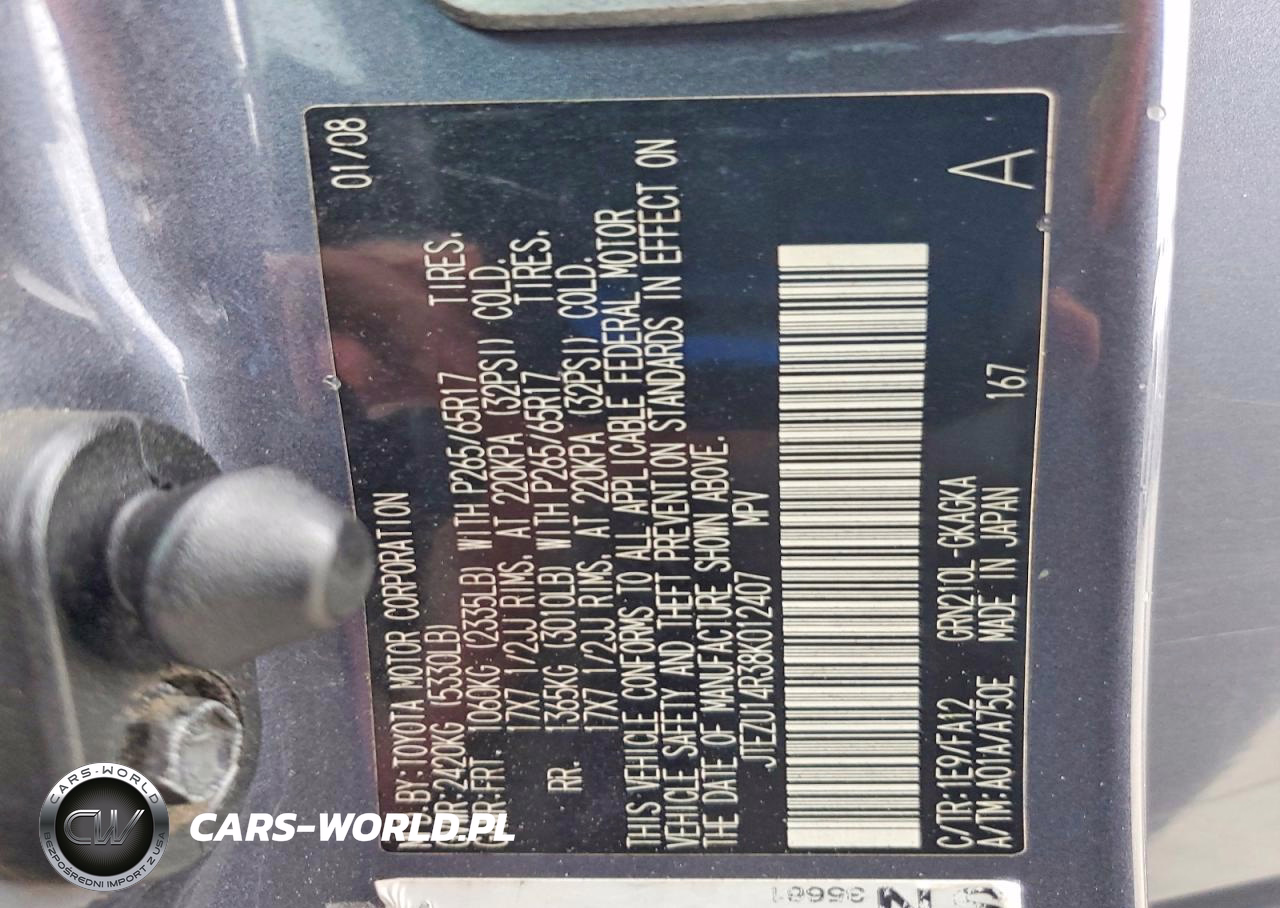 MFD.BY:TOYOTA MOTOR CORPORATION 01/08
GVWR:2420KG (5330LB)
GAWR:FRT. 1060KG (2335LB) WITH P265/65R17 TIRES,
17X7 1/2JJ RIMS, AT 220KPA (32PSI) COLD.
RR. 1365KG (3010LB) WITH P265/65R17 TIRES,
17X7 1/2JJ RIMS, AT 220KPA (32PSI) COLD.
THIS VEHICLE CONFORMS TO ALL APPLICABLE FEDERAL MOTOR
VEHICLE SAFETY AND THEFT PREVENTION STANDARDS IN EFFECT ON
THE DATE OF MANUFACTURE SHOWN ABOVE.
JTEZU14R38K012407 MPV
C/TR:1E9/FA12 GRN210L-GKAGKA 167 A
A/TM:A01A/A750E MADE IN JAPAN
35681
CARS-WORLD
CW
BEZPOŚREDNI IMPORT Z USA
CARS-WORLD.PL